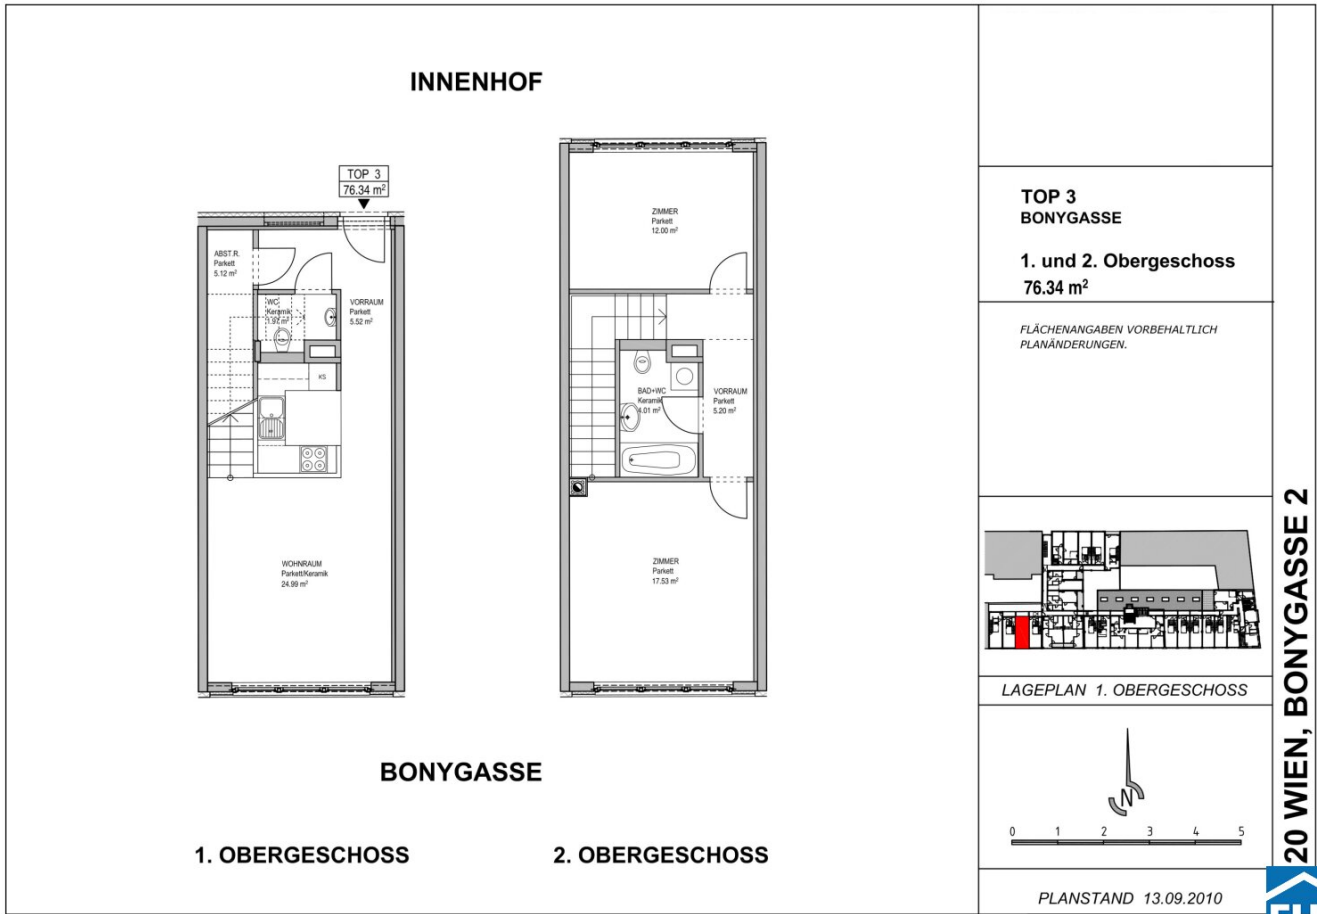 INNENHOF
TOP 3
76.34 m²
ABST.R.
Parkett
5.12 m²
WC
Keramik
1.97 m²
VORRAUM
Parkett
5.52 m²
KS
WOHNRAUM
Parkett/Keramik
24.99 m²
ZIMMER
Parkett
12.00 m²
BAD+WC
Keramik
4.01 m²
VORRAUM
Parkett
5.20 m²
ZIMMER
Parkett
17.53 m²
BONYGASSE
1. OBERGESCHOSS
2. OBERGESCHOSS
TOP 3
BONYGASSE
1. und 2. Obergeschoss
76.34 m²
FLÄCHENANGABEN VORBEHALTLICH
PLANÄNDERUNGEN.
LAGEPLAN 1. OBERGESCHOSS
N
0 1 2 3 4 5
PLANSTAND 13.09.2010
20 WIEN, BONYGASSE 2